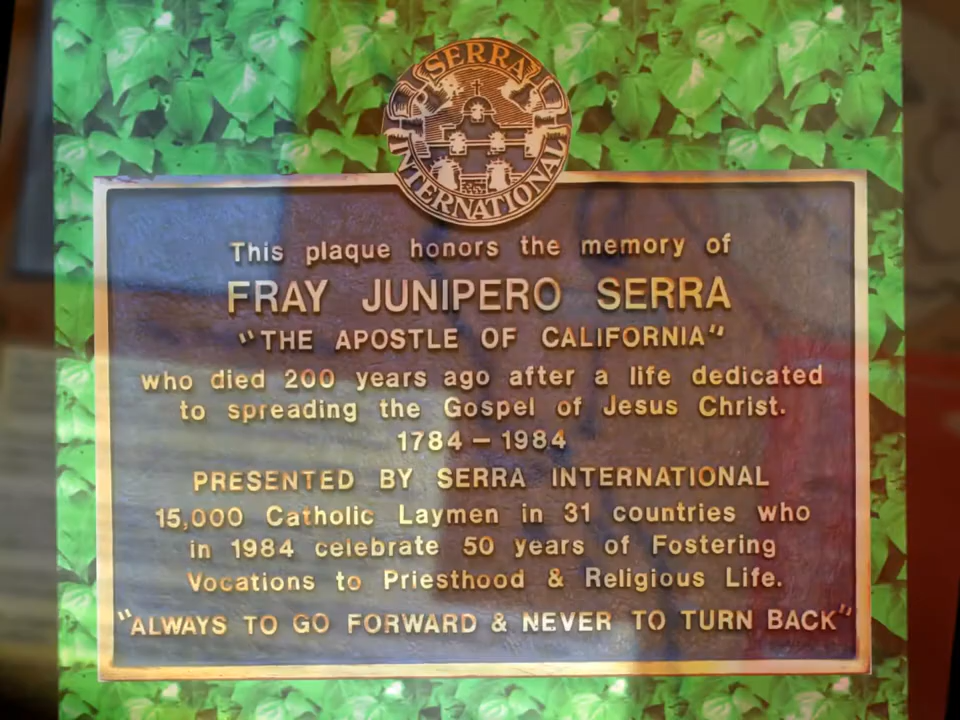 SERRA
INTERNATIONAL
This plaque honors the memory of
FRAY JUNIPERO SERRA
"THE APOSTLE OF CALIFORNIA"
who died 200 years ago after a life dedicated
to spreading the Gospel of Jesus Christ.
1784 – 1984
PRESENTED BY SERRA INTERNATIONAL
15,000 Catholic Laymen in 31 countries who
in 1984 celebrate 50 years of Fostering
Vocations to Priesthood & Religious Life.
"ALWAYS TO GO FORWARD & NEVER TO TURN BACK"